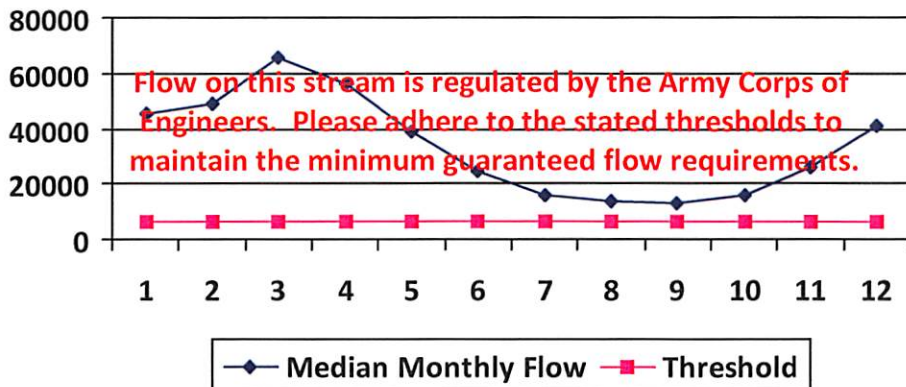 80000
60000
40000
20000
0
Flow on this stream is regulated by the Army Corps of
Engineers. Please adhere to the stated thresholds to
maintain the minimum guaranteed flow requirements.
1 2 3 4 5 6 7 8 9 10 11 12
Median Monthly Flow Threshold